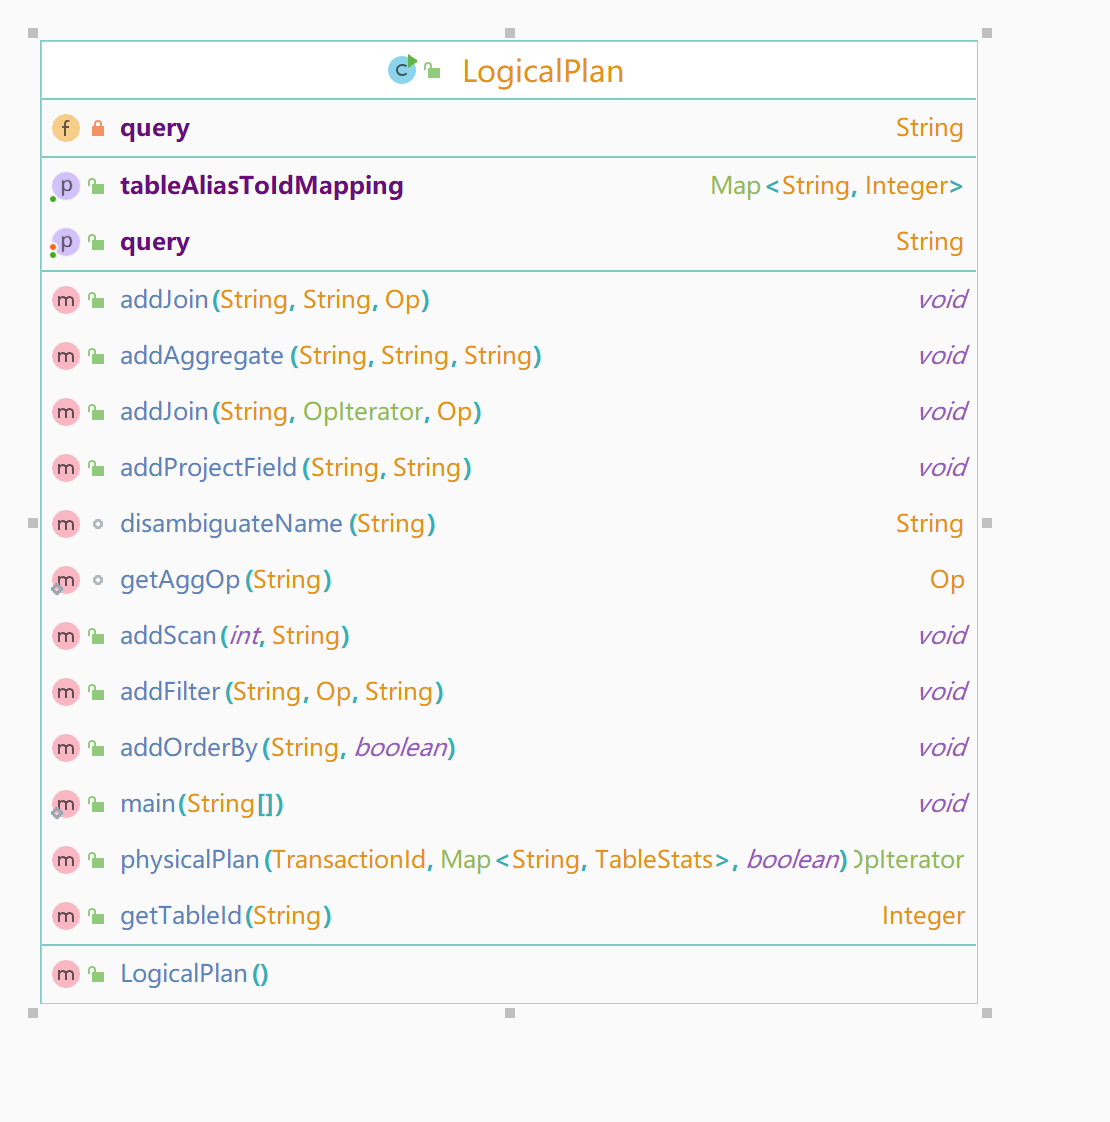 C LogicalPlan
f query String
p tableAliasToIdMapping Map<String, Integer>
p query String
m addJoin(String, String, Op) void
m addAggregate(String, String, String) void
m addJoin(String, OpIterator, Op) void
m addProjectField(String, String) void
m disambiguateName(String) String
m getAggOp(String) Op
m addScan(int, String) void
m addFilter(String, Op, String) void
m addOrderBy(String, boolean) void
m main(String[]) void
m physicalPlan(TransactionId, Map<String, TableStats>, boolean) OpIterator
m getTableId(String) Integer
m LogicalPlan()